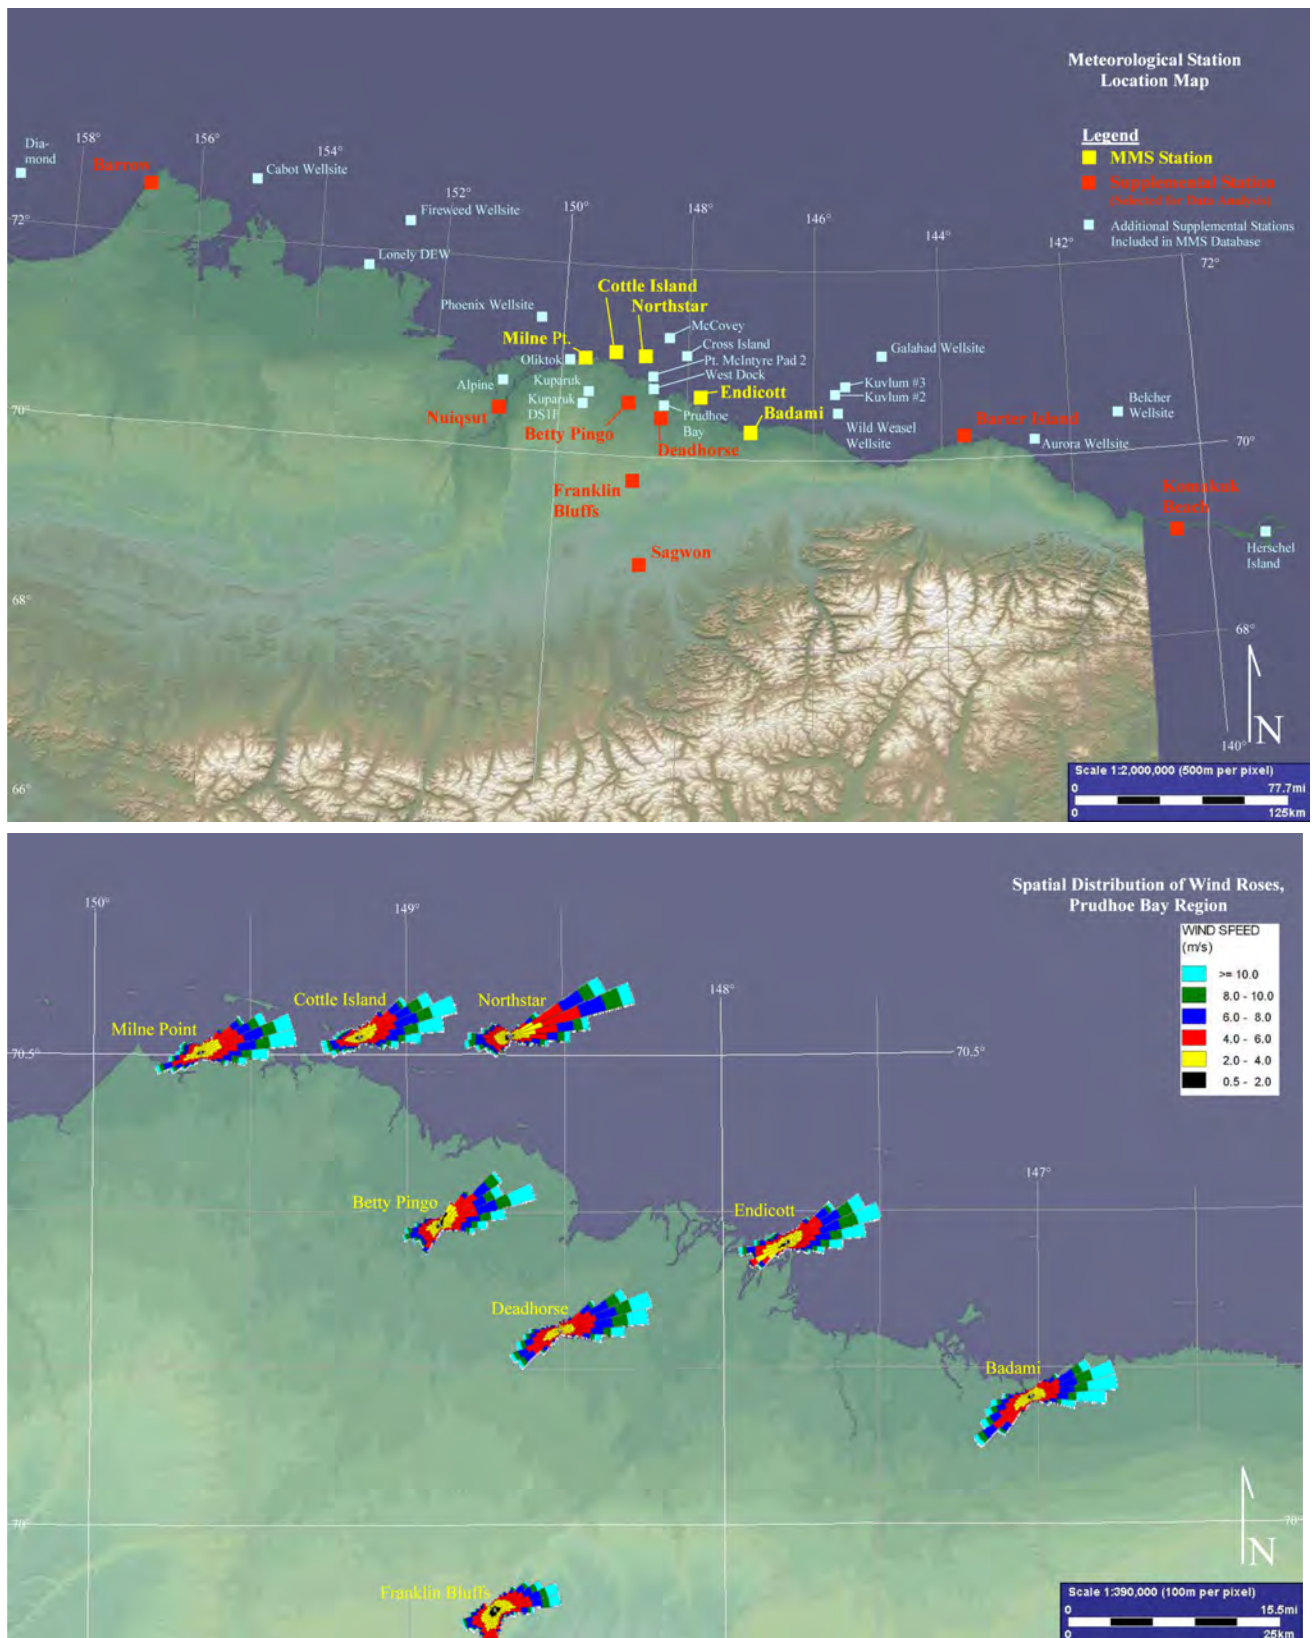 Meteorological Station
Location Map
Legend
MMS Station
Supplemental Station
(Selected for Data Analysis)
Additional Supplemental Stations
Included in MMS Database
Dia-
mond
158°
156°
154°
152°
150°
148°
146°
144°
142°
72°
72°
Barrow
Cabot Wellsite
Fireweed Wellsite
Lonely DEW
Phoenix Wellsite
Cottle Island
Northstar
Milne Pt.
McCovey
Cross Island
Pt. McIntyre Pad 2
West Dock
Oliktok
Alpine
Kuparuk
Kuparuk
DS1F
Endicott
Prudhoe
Bay
Badami
Nuiqsut
Betty Pingo
Deadhorse
Galahad Wellsite
Kuvlum #3
Kuvlum #2
Wild Weasel
Wellsite
Barter Island
Aurora Wellsite
Belcher
Wellsite
70°
70°
Franklin
Bluffs
Komakuk
Beach
Herschel
Island
Sagwon
68°
68°
66°
140°
N
Scale 1:2,000,000 (500m per pixel)
0 77.7mi
0 125km
Spatial Distribution of Wind Roses,
Prudhoe Bay Region
WIND SPEED
(m/s)
>= 10.0
8.0 - 10.0
6.0 - 8.0
4.0 - 6.0
2.0 - 4.0
0.5 - 2.0
150°
149°
148°
147°
Cottle Island
Northstar
Milne Point
70.5°
70.5°
Betty Pingo
Endicott
Deadhorse
Badami
70°
70°
Franklin Bluffs
N
Scale 1:390,000 (100m per pixel)
0 15.5mi
0 25km